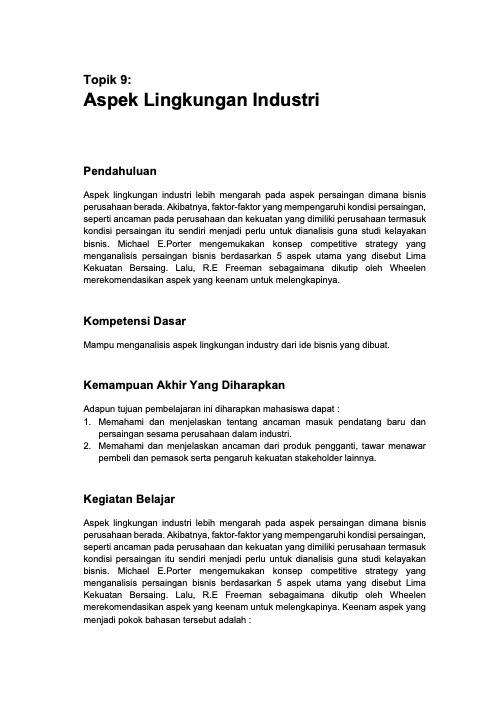 Topik 9:
Aspek Lingkungan Industri
Pendahuluan
Aspek lingkungan industri lebih mengarah pada aspek persaingan dimana bisnis
perusahaan berada. Akibatnya, faktor-faktor yang mempengaruhi kondisi persaingan,
seperti ancaman pada perusahaan dan kekuatan yang dimiliki perusahaan termasuk
kondisi persaingan itu sendiri menjadi perlu untuk dianalisis guna studi kelayakan
bisnis. Michael E.Porter mengemukakan konsep competitive strategy yang
menganalisis persaingan bisnis berdasarkan 5 aspek utama yang disebut Lima
Kekuatan Bersaing. Lalu, R.E Freeman sebagaimana dikutip oleh Wheelen
merekomendasikan aspek yang keenam untuk melengkapinya.
Kompetensi Dasar
Mampu menganalisis aspek lingkungan industry dari ide bisnis yang dibuat.
Kemampuan Akhir Yang Diharapkan
Adapun tujuan pembelajaran ini diharapkan mahasiswa dapat :
1. Memahami dan menjelaskan tentang ancaman masuk pendatang baru dan
persaingan sesama perusahaan dalam industri.
2. Memahami dan menjelaskan ancaman dari produk pengganti, tawar menawar
pembeli dan pemasok serta pengaruh kekuatan stakeholder lainnya.
Kegiatan Belajar
Aspek lingkungan industri lebih mengarah pada aspek persaingan dimana bisnis
perusahaan berada. Akibatnya, faktor-faktor yang mempengaruhi kondisi persaingan,
seperti ancaman pada perusahaan dan kekuatan yang dimiliki perusahaan termasuk
kondisi persaingan itu sendiri menjadi perlu untuk dianalisis guna studi kelayakan
bisnis. Michael E.Porter mengemukakan konsep competitive strategy yang
menganalisis persaingan bisnis berdasarkan 5 aspek utama yang disebut Lima
Kekuatan Bersaing. Lalu, R.E Freeman sebagaimana dikutip oleh Wheelen
merekomendasikan aspek yang keenam untuk melengkapinya. Keenam aspek yang
menjadi pokok bahasan tersebut adalah :